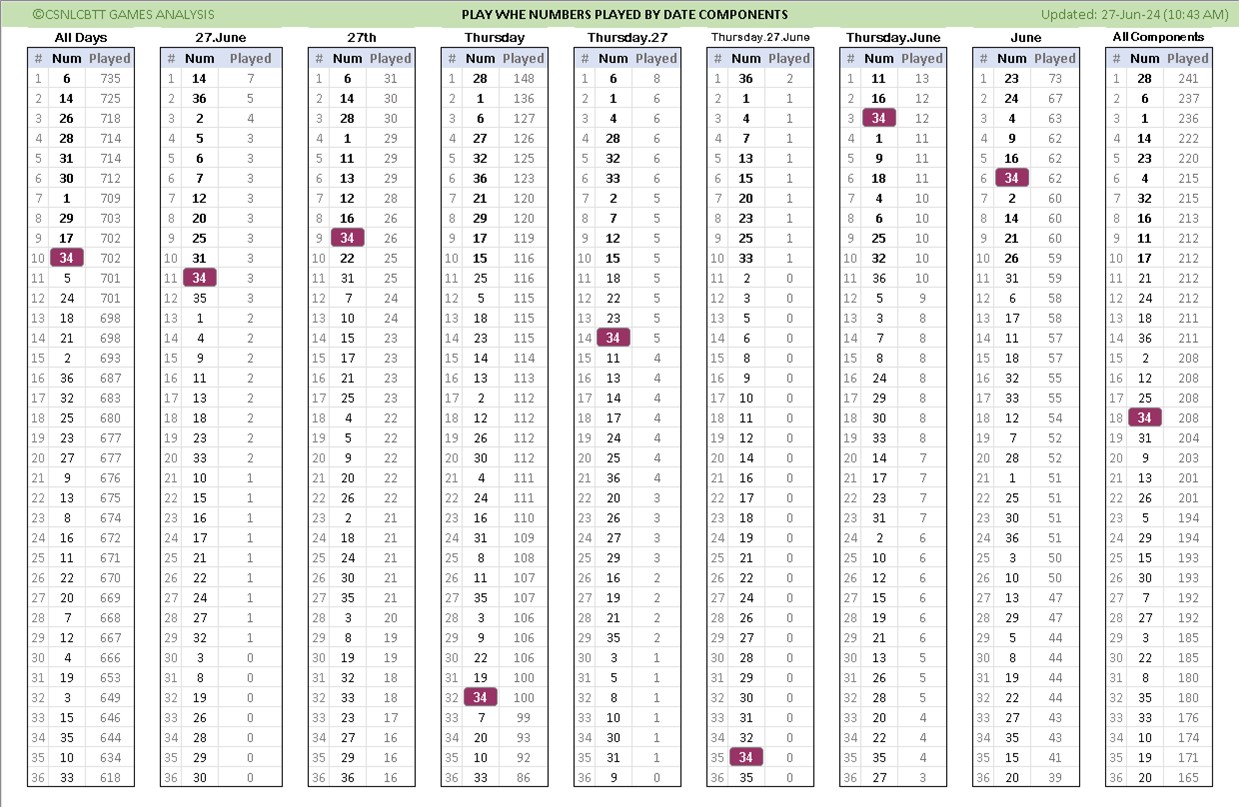 ©CSNLCBTT GAMES ANALYSIS PLAY WHE NUMBERS PLAYED BY DATE COMPONENTS Updated: 27-Jun-24 (10:43 AM)
All Days 27.June 27th Thursday Thursday.27 Thursday.27.June Thursday.June June All Components
# Num Played # Num Played # Num Played # Num Played # Num Played # Num Played # Num Played # Num Played # Num Played
1 6 735 1 14 7 1 6 31 1 28 148 1 6 8 1 36 2 1 11 13 1 23 73 1 28 241
2 14 725 2 36 5 2 14 30 2 1 136 2 1 6 2 1 1 2 16 12 2 24 67 2 6 237
3 26 718 3 2 4 3 28 30 3 6 127 3 4 6 3 4 1 3 34 12 3 4 63 3 1 236
4 28 714 4 5 3 4 1 29 4 27 126 4 28 6 4 7 1 4 1 11 4 9 62 4 14 222
5 31 714 5 6 3 5 11 29 5 32 125 5 32 6 5 13 1 5 9 11 5 16 62 5 23 220
6 30 712 6 7 3 6 13 29 6 36 123 6 33 6 6 15 1 6 18 11 6 34 62 6 4 215
7 1 709 7 12 3 7 12 28 7 21 120 7 2 5 7 20 1 7 4 10 7 2 60 7 32 215
8 29 703 8 20 3 8 16 26 8 29 120 8 7 5 8 23 1 8 6 10 8 14 60 8 16 213
9 17 702 9 25 3 9 34 26 9 17 119 9 12 5 9 25 1 9 25 10 9 21 60 9 11 212
10 34 702 10 31 3 10 22 25 10 15 116 10 15 5 10 33 1 10 32 10 10 26 59 10 17 212
11 5 701 11 34 3 11 31 25 11 25 116 11 18 5 11 2 0 11 36 10 11 31 59 11 21 212
12 24 701 12 35 3 12 7 24 12 5 115 12 22 5 12 3 0 12 5 9 12 6 58 12 24 212
13 18 698 13 1 2 13 10 24 13 18 115 13 23 5 13 5 0 13 3 8 13 17 58 13 18 211
14 21 698 14 4 2 14 15 23 14 23 115 14 34 5 14 6 0 14 7 8 14 11 57 14 36 211
15 2 693 15 9 2 15 17 23 15 14 114 15 11 4 15 8 0 15 8 8 15 18 57 15 2 208
16 36 687 16 11 2 16 21 23 16 13 113 16 13 4 16 9 0 16 24 8 16 32 55 16 12 208
17 32 683 17 13 2 17 25 23 17 2 112 17 14 4 17 10 0 17 29 8 17 33 55 17 25 208
18 25 680 18 18 2 18 4 22 18 12 112 18 17 4 18 11 0 18 30 8 18 12 54 18 34 208
19 23 677 19 23 2 19 5 22 19 26 112 19 24 4 19 12 0 19 33 8 19 7 52 19 31 204
20 27 677 20 33 2 20 9 22 20 30 112 20 25 4 20 14 0 20 14 7 20 28 52 20 9 203
21 9 676 21 10 1 21 20 22 21 4 111 21 36 4 21 16 0 21 17 7 21 1 51 21 13 201
22 13 675 22 15 1 22 26 22 22 24 111 22 20 3 22 17 0 22 23 7 22 25 51 22 26 201
23 8 674 23 16 1 23 2 21 23 16 110 23 26 3 23 18 0 23 31 7 23 30 51 23 5 194
24 16 672 24 17 1 24 18 21 24 31 109 24 27 3 24 19 0 24 2 6 24 36 51 24 29 194
25 11 671 25 21 1 25 24 21 25 8 108 25 29 3 25 21 0 25 10 6 25 3 50 25 15 193
26 22 670 26 22 1 26 30 21 26 11 107 26 16 2 26 22 0 26 12 6 26 10 50 26 30 193
27 20 669 27 24 1 27 35 21 27 35 107 27 19 2 27 24 0 27 15 6 27 13 47 27 7 192
28 7 668 28 27 1 28 3 20 28 3 106 28 21 2 28 26 0 28 19 6 28 29 47 28 27 192
29 12 667 29 32 1 29 8 19 29 9 106 29 35 2 29 27 0 29 21 6 29 5 44 29 3 185
30 4 666 30 3 0 30 19 19 30 22 106 30 3 1 30 28 0 30 13 5 30 8 44 30 22 185
31 19 653 31 8 0 31 32 18 31 19 100 31 5 1 31 29 0 31 26 5 31 19 44 31 8 180
32 3 649 32 19 0 32 33 18 32 34 100 32 8 1 32 30 0 32 28 5 32 22 44 32 35 180
33 15 646 33 26 0 33 23 17 33 7 99 33 10 1 33 31 0 33 20 4 33 27 43 33 33 176
34 35 644 34 28 0 34 27 16 34 20 93 34 30 1 34 32 0 34 22 4 34 35 43 34 10 174
35 10 634 35 29 0 35 29 16 35 10 92 35 31 1 35 34 0 35 35 4 35 15 41 35 19 171
36 33 618 36 30 0 36 36 16 36 33 86 36 9 0 36 35 0 36 27 3 36 20 39 36 20 165